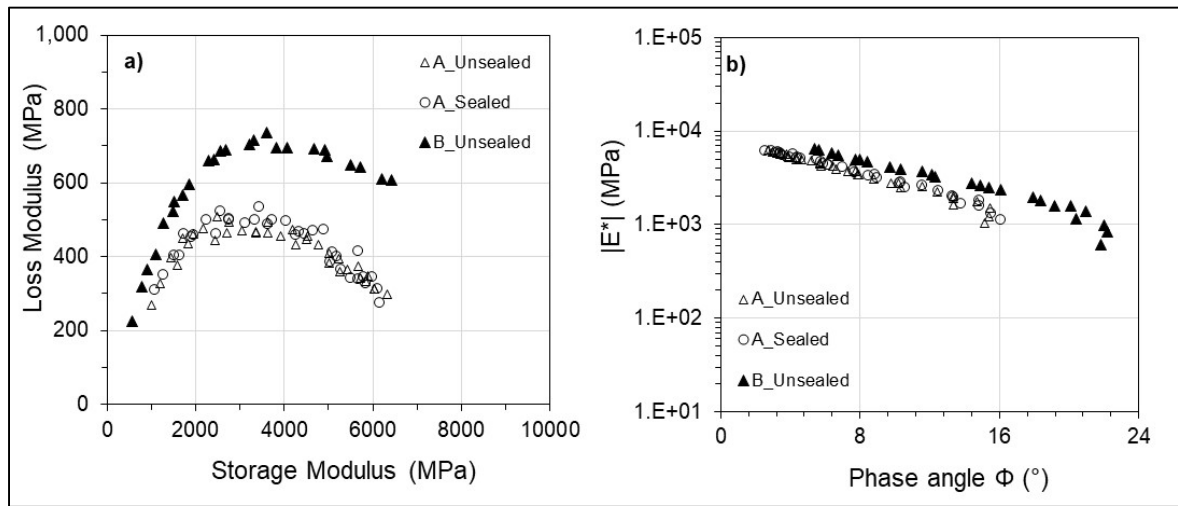 a)
1,000
800
600
400
200
0
Loss Modulus (MPa)
A_Unsealed
A_Sealed
B_Unsealed
0 2000 4000 6000 8000 10000
Storage Modulus (MPa)
b)
1.E+05
1.E+04
1.E+03
1.E+02
1.E+01
|E*| (MPa)
A_Unsealed
A_Sealed
B_Unsealed
0 8 16 24
Phase angle Φ (°)